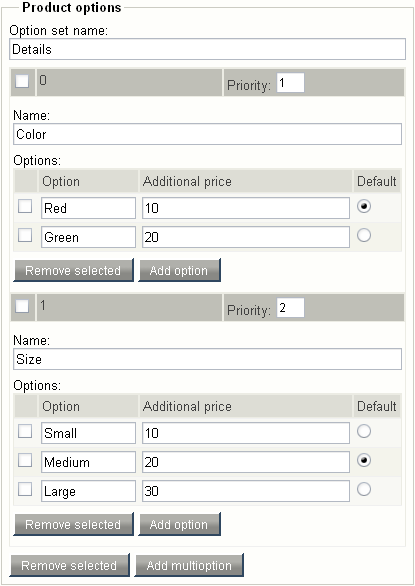 Product options
Option set name:
Details
0 Priority: 1
Name:
Color
Options:
Option Additional price Default
Red 10
Green 20
Remove selected Add option
1 Priority: 2
Name:
Size
Options:
Option Additional price Default
Small 10
Medium 20
Large 30
Remove selected Add option
Remove selected Add multioption